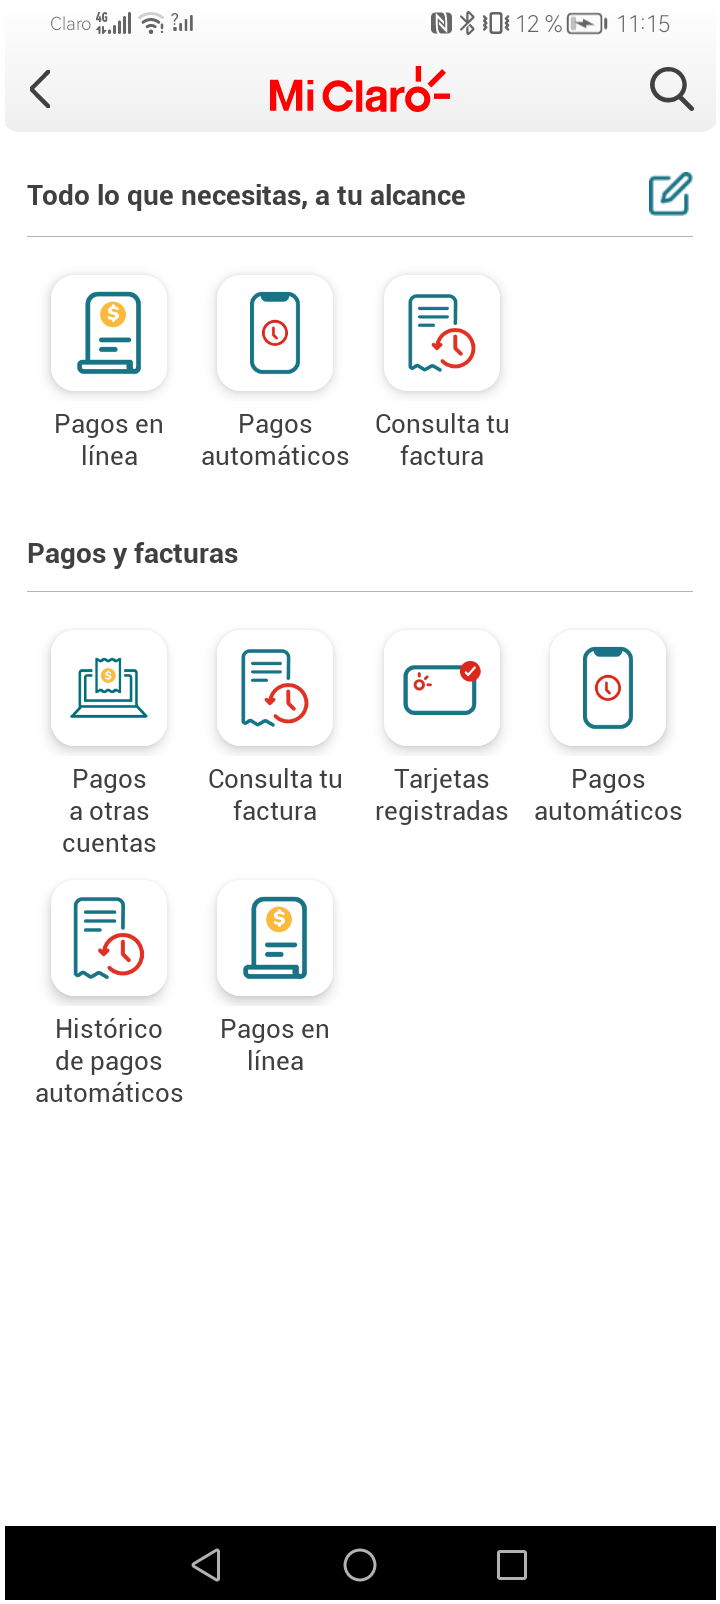 Claro 4G ? 12 % 11:15
Mi Claro
Todo lo que necesitas, a tu alcance
Pagos en Pagos Consulta tu
línea automáticos factura
Pagos y facturas
Pagos Consulta tu Tarjetas Pagos
a otras factura registradas automáticos
cuentas
Histórico Pagos en
de pagos línea
automáticos